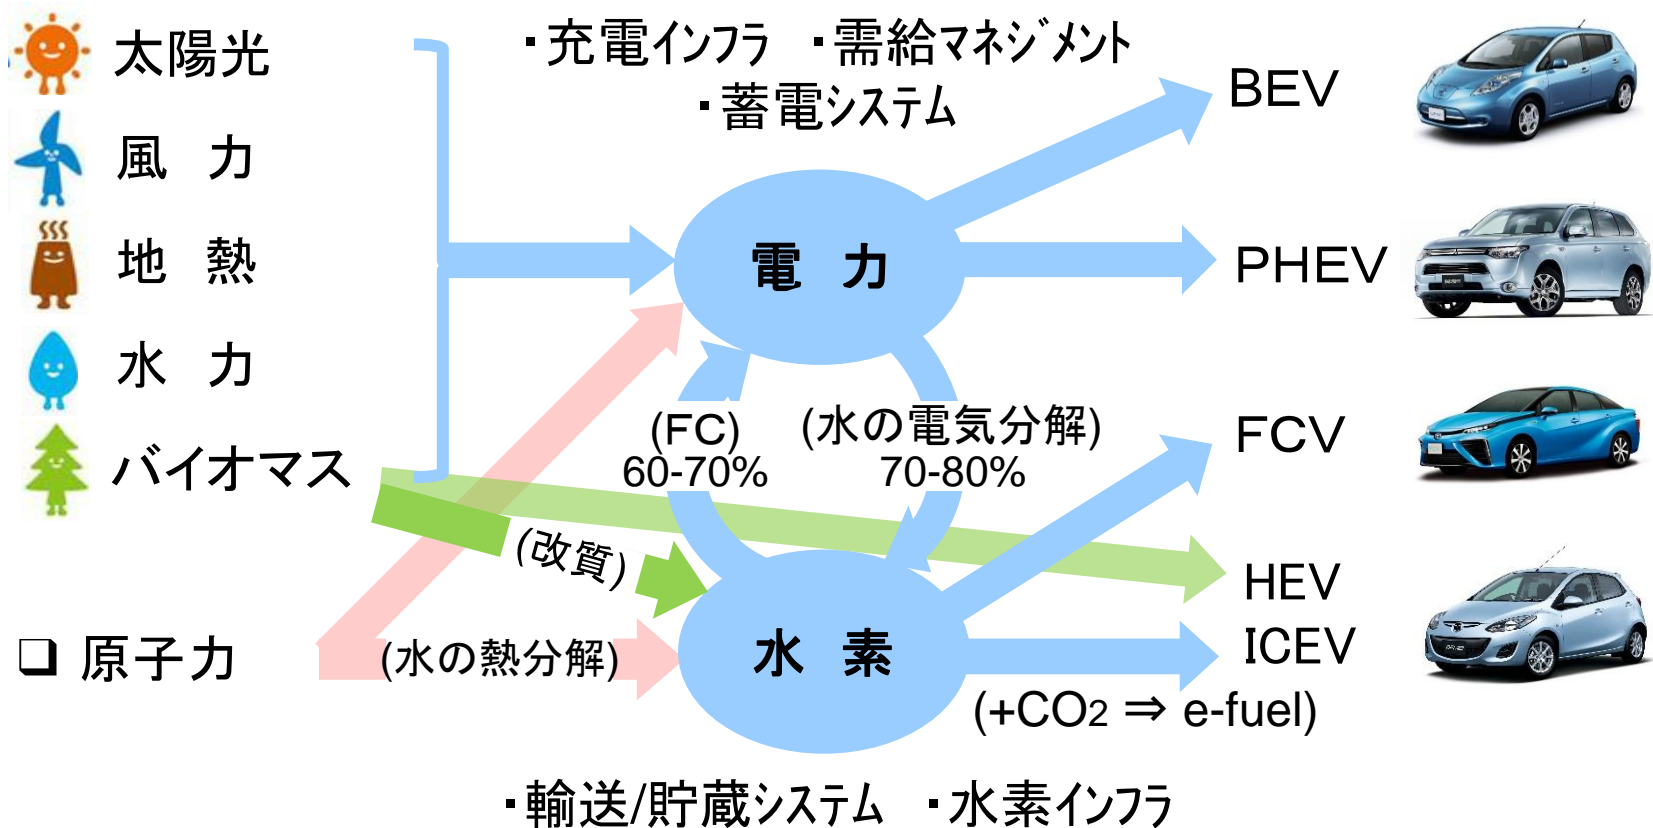 ・充電インフラ ・需給マネジメント
・蓄電システム
太陽光
風 力
地 熱
水 力
バイオマス
❑ 原子力
電 力
(FC)
60-70%
(水の電気分解)
70-80%
(改質)
(水の熱分解)
水 素
BEV
PHEV
FCV
HEV
ICEV
(+CO2 ⇒ e-fuel)
・輸送/貯蔵システム ・水素インフラ